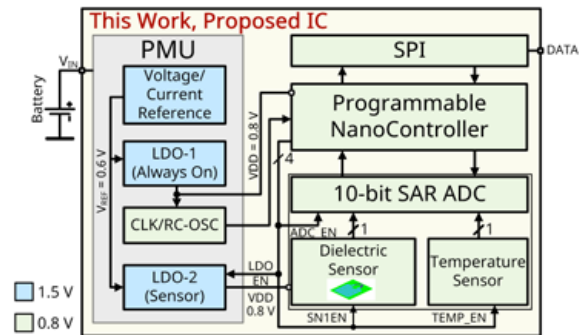 This Work, Proposed IC
PMU
V_IN
Battery
Voltage/
Current
Reference
V_REF = 0.6 V
LDO-1
(Always On)
CLK/RC-OSC
LDO-2
(Sensor)
1.5 V
0.8 V
SPI
DATA
Programmable
NanoController
VDD = 0.8 V
4
10-bit SAR ADC
ADC_EN
1
1
Dielectric
Sensor
Temperature
Sensor
LDO
EN
VDD
0.8 V
SN1EN
TEMP_EN